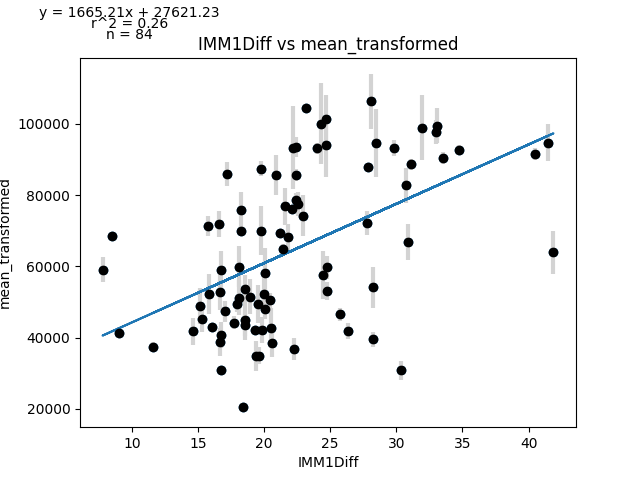 y = 1665.21x + 27621.23
r^2 = 0.26
n = 84
IMM1Diff vs mean_transformed
mean_transformed
100000
80000
60000
40000
20000
10 15 20 25 30 35 40
IMM1Diff